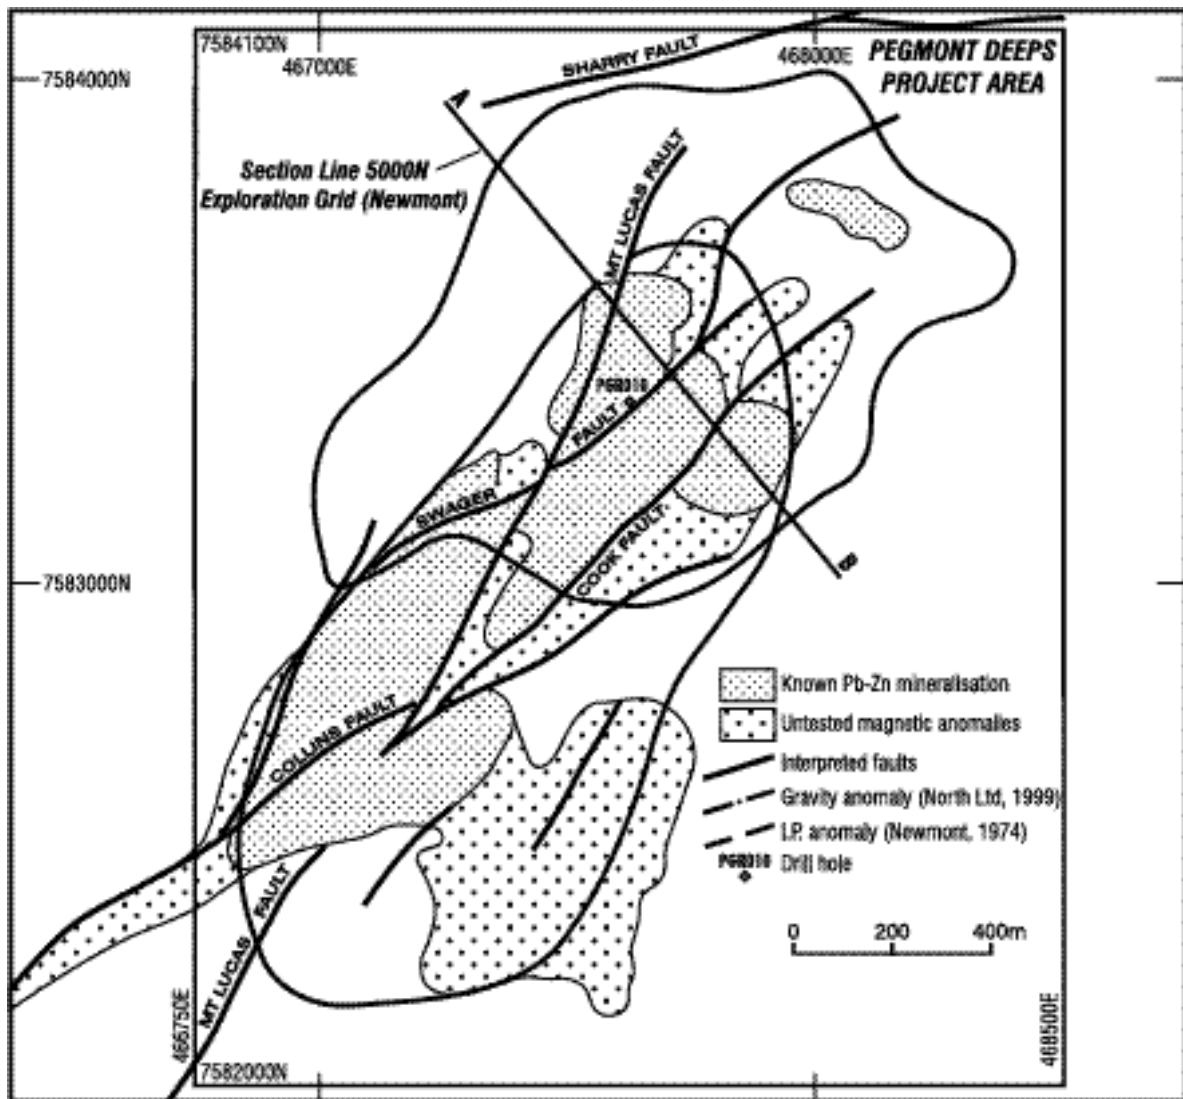 7584100N
467000E
468000E
PEGMONT DEEPS
PROJECT AREA
7584000N
SHARRY FAULT
A
Section Line 5000N
Exploration Grid (Newmont)
MT LUCAS FAULT
PGRD18
FAULT B
SWAGER
COOK FAULT
B
7583000N
COLLINS FAULT
MT LUCAS FAULT
Known Pb-Zn mineralisation
Untested magnetic anomalies
Interpreted faults
Gravity anomaly (North Ltd, 1999)
I.P. anomaly (Newmont, 1974)
PGRD18 Drill hole
0 200 400m
466750E
468500E
7582000N